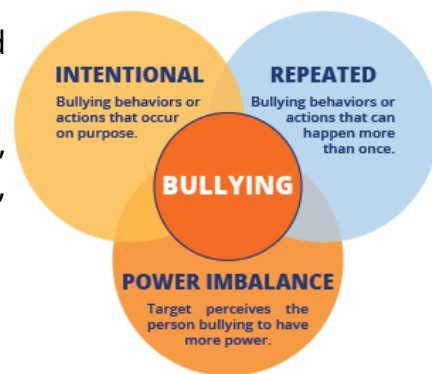 INTENTIONAL
Bullying behaviors or
actions that occur
on purpose.
REPEATED
Bullying behaviors or
actions that can
happen more
than once.
BULLYING
POWER IMBALANCE
Target perceives the
person bullying to have
more power.